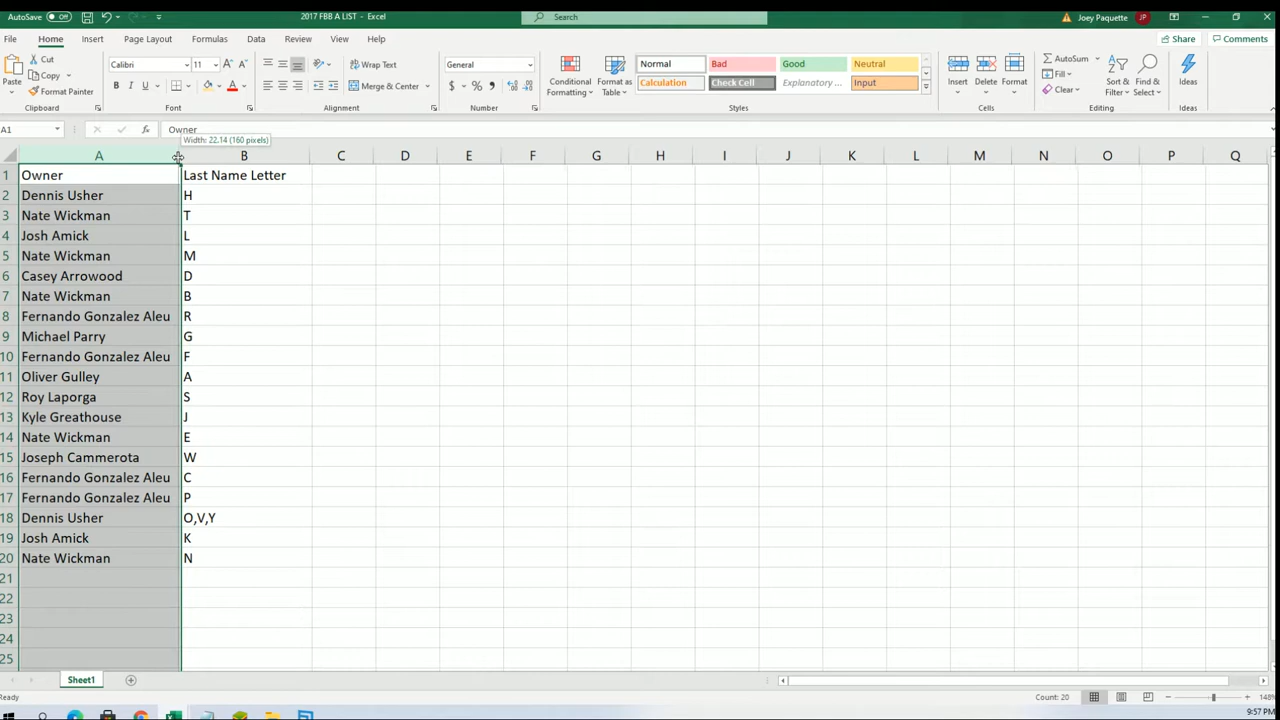 AutoSave Off 2017 FBB A LIST - Excel Search Joey Paquette JP
File Home Insert Page Layout Formulas Data Review View Help Share Comments
Paste Cut Copy Format Painter Clipboard
Calibri 11 A A B I U A Font
Wrap Text Merge & Center Alignment
General $ % , Number
Conditional Formatting Format as Table
Normal Bad Good Neutral
Calculation Check Cell Explanatory... Input
Styles
Insert Delete Format Cells
AutoSum Fill Clear Sort & Filter Find & Select Editing
Ideas Ideas
A1 fx Owner
Width: 22.14 (160 pixels)
A B C D E F G H I J K L M N O P Q
1 Owner Last Name Letter
2 Dennis Usher H
3 Nate Wickman T
4 Josh Amick L
5 Nate Wickman M
6 Casey Arrowood D
7 Nate Wickman B
8 Fernando Gonzalez Aleu R
9 Michael Parry G
10 Fernando Gonzalez Aleu F
11 Oliver Gulley A
12 Roy Laporga S
13 Kyle Greathouse J
14 Nate Wickman E
15 Joseph Cammerota W
16 Fernando Gonzalez Aleu C
17 Fernando Gonzalez Aleu P
18 Dennis Usher O,V,Y
19 Josh Amick K
20 Nate Wickman N
21
22
23
24
25
Sheet1
Ready Count: 20 148%
9:57 PM